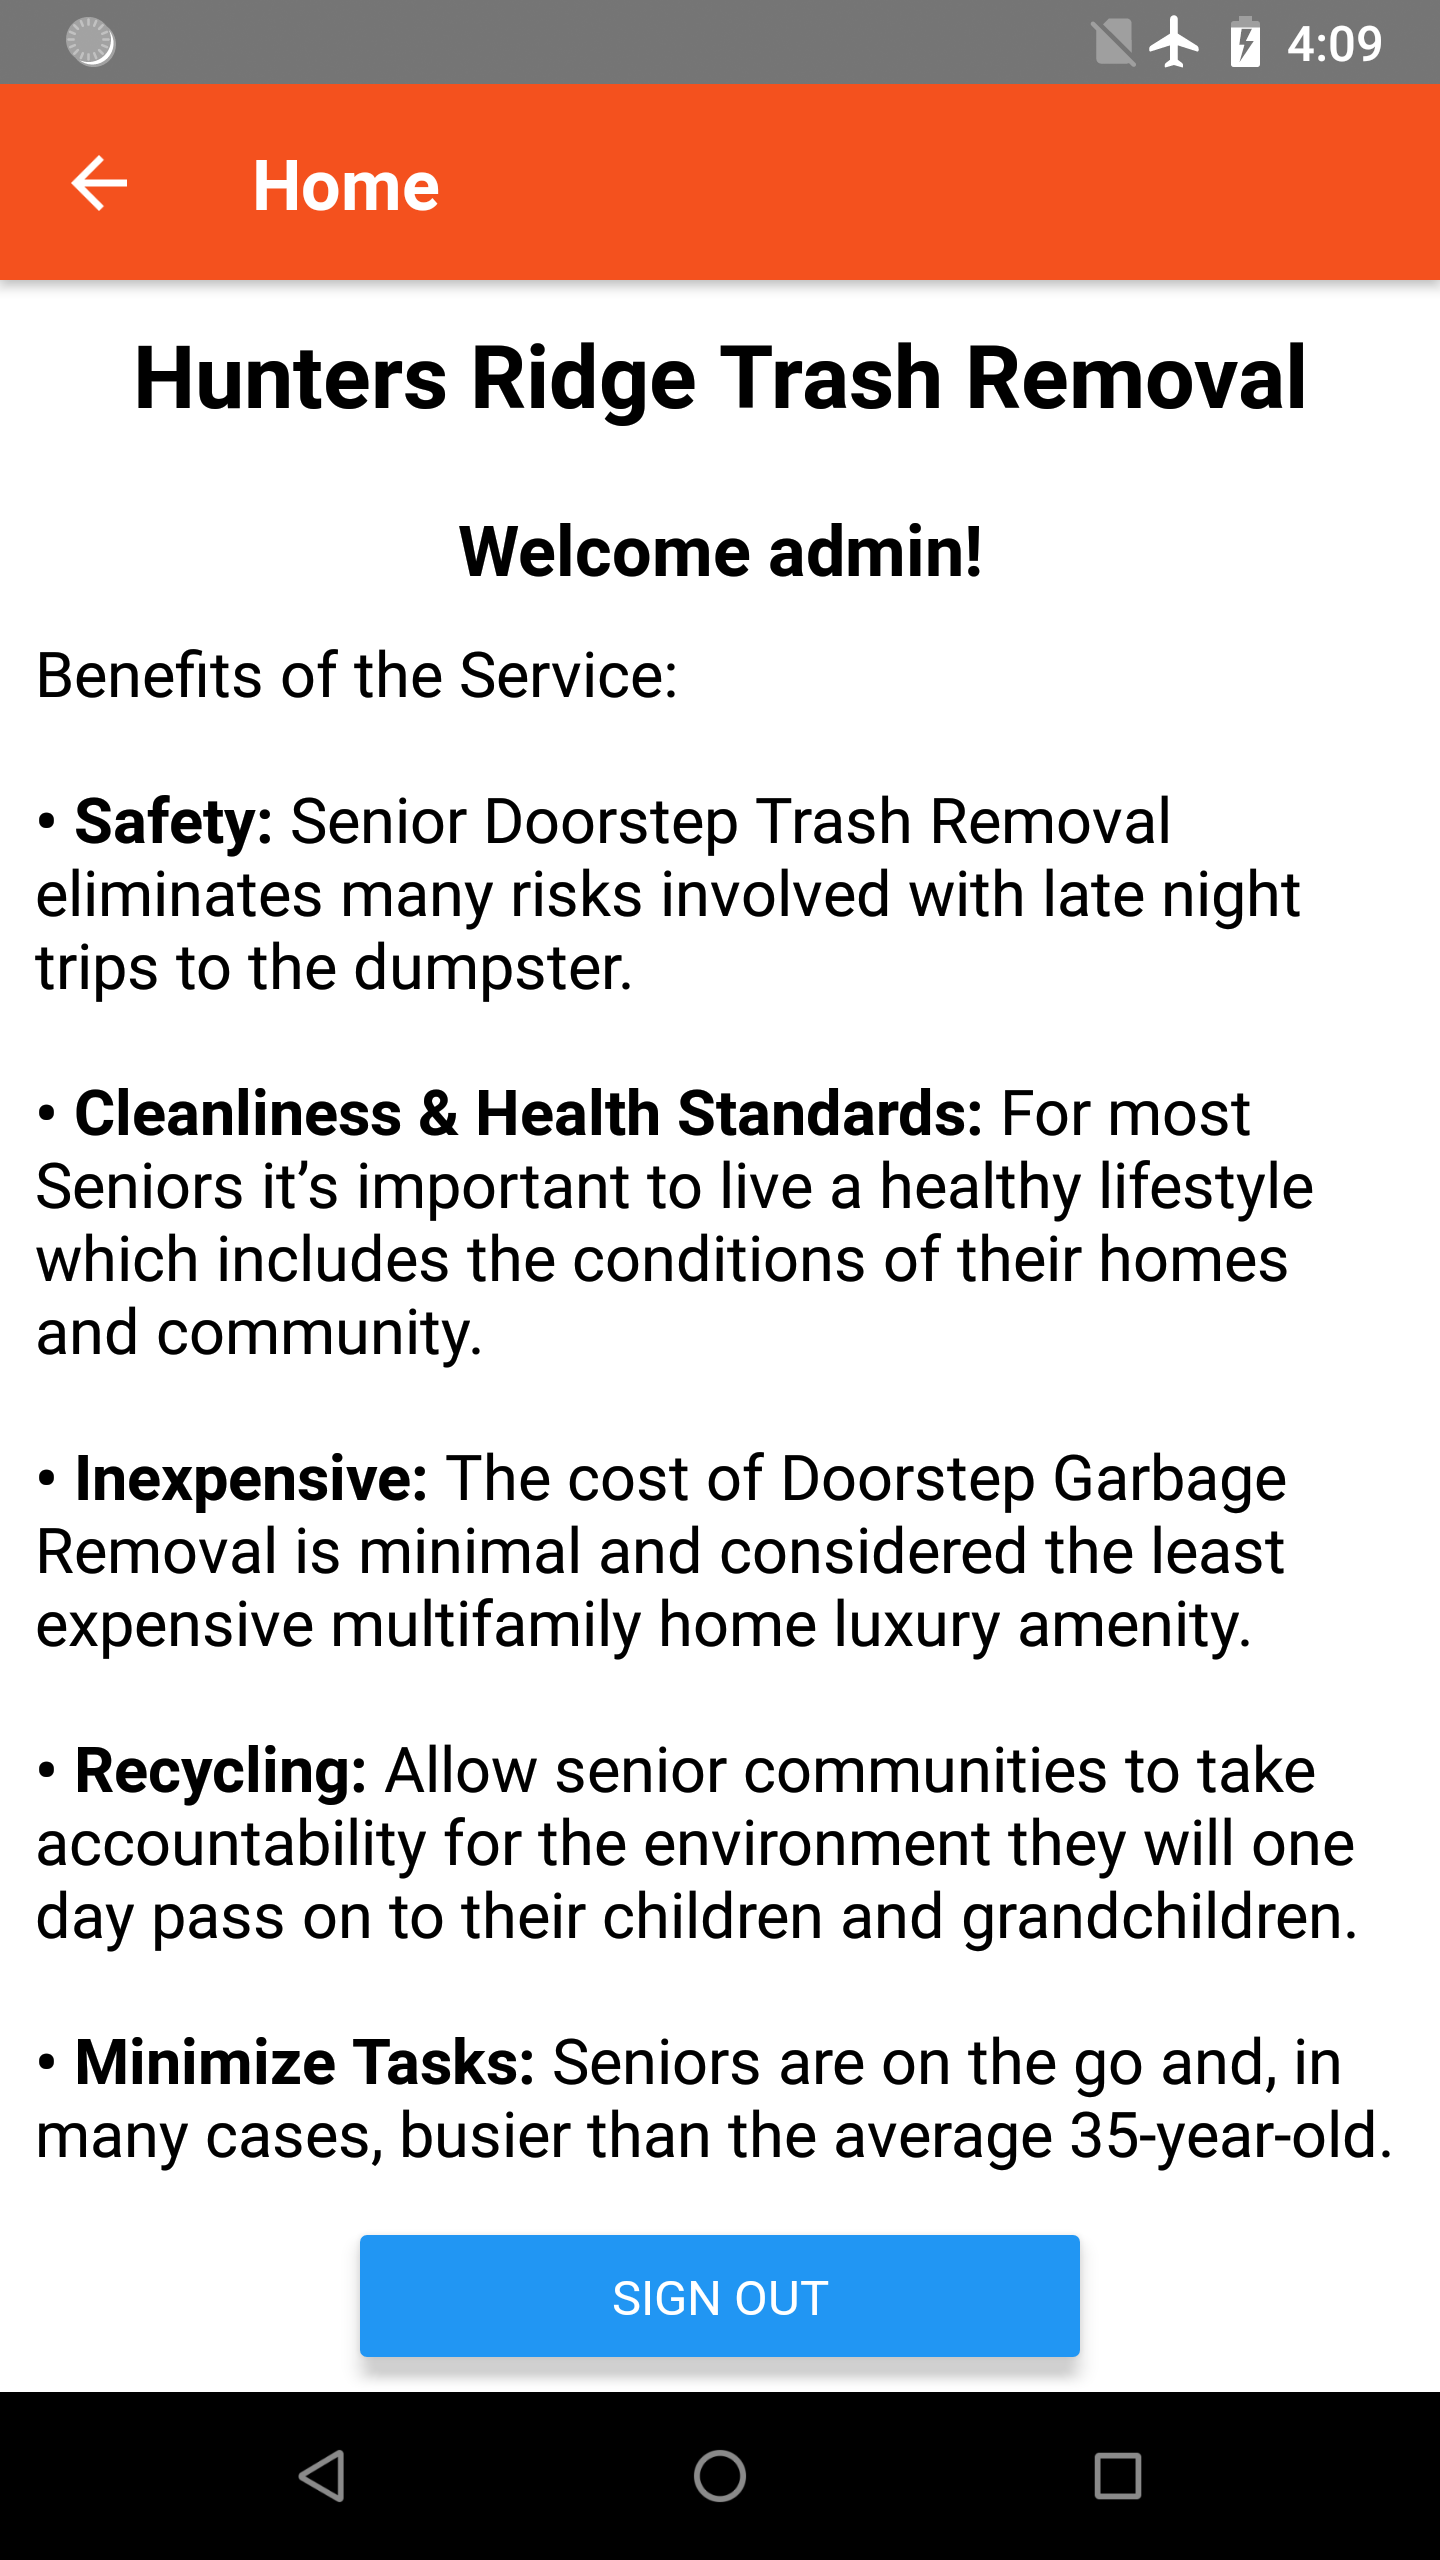 4:09
Home
Hunters Ridge Trash Removal
Welcome admin!
Benefits of the Service:
• Safety: Senior Doorstep Trash Removal
eliminates many risks involved with late night
trips to the dumpster.
• Cleanliness & Health Standards: For most
Seniors it’s important to live a healthy lifestyle
which includes the conditions of their homes
and community.
• Inexpensive: The cost of Doorstep Garbage
Removal is minimal and considered the least
expensive multifamily home luxury amenity.
• Recycling: Allow senior communities to take
accountability for the environment they will one
day pass on to their children and grandchildren.
• Minimize Tasks: Seniors are on the go and, in
many cases, busier than the average 35-year-old.
SIGN OUT